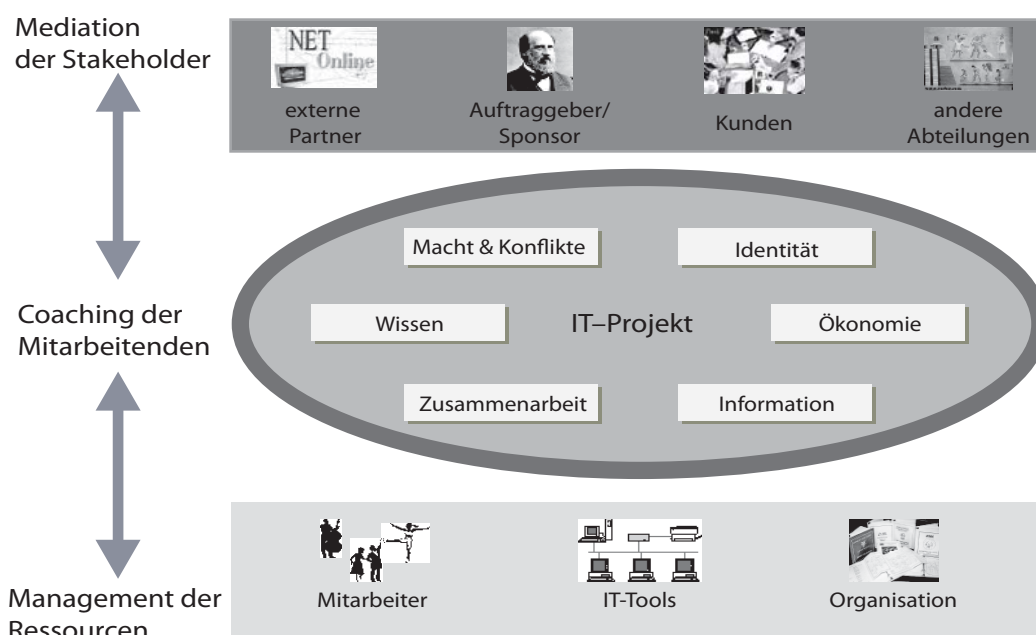 Mediation
der Stakeholder
NET
Online
externe
Partner
Auftraggeber/
Sponsor
Kunden
andere
Abteilungen
Macht & Konflikte
Identität
Coaching der
Mitarbeitenden
Wissen
IT–Projekt
Ökonomie
Zusammenarbeit
Information
Management der
Ressourcen
Mitarbeiter
IT-Tools
Organisation